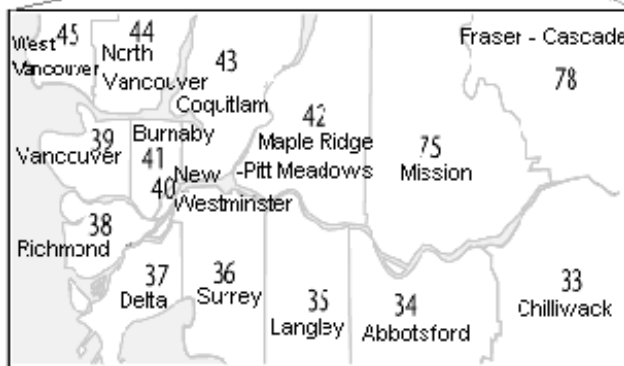 45
West
Vancouver
44
North
Vancouver
43
Coquitlam
Fraser - Cascade
78
39
Vancouver
Burnaby
41
40
New
Westminster
42
Maple Ridge
-Pitt Meadows
75
Mission
38
Richmond
37
Delta
36
Surrey
35
Langley
34
Abbotsford
33
Chilliwack